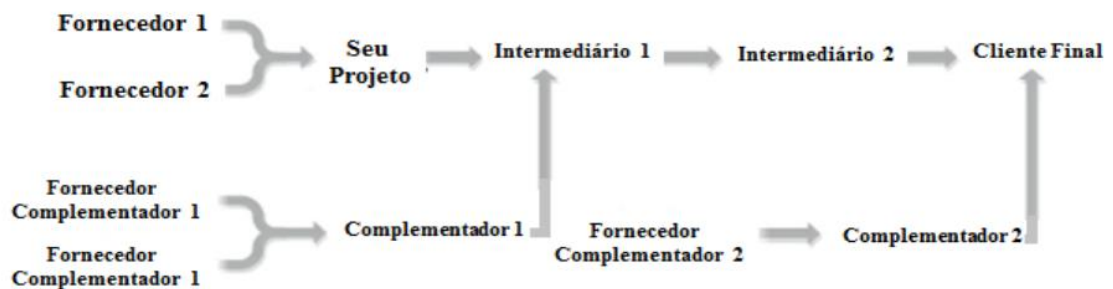 Fornecedor 1
Fornecedor 2
Seu
Projeto
Intermediário 1
Intermediário 2
Cliente Final
Fornecedor
Complementador 1
Fornecedor
Complementador 1
Complementador 1
Fornecedor
Complementador 2
Complementador 2